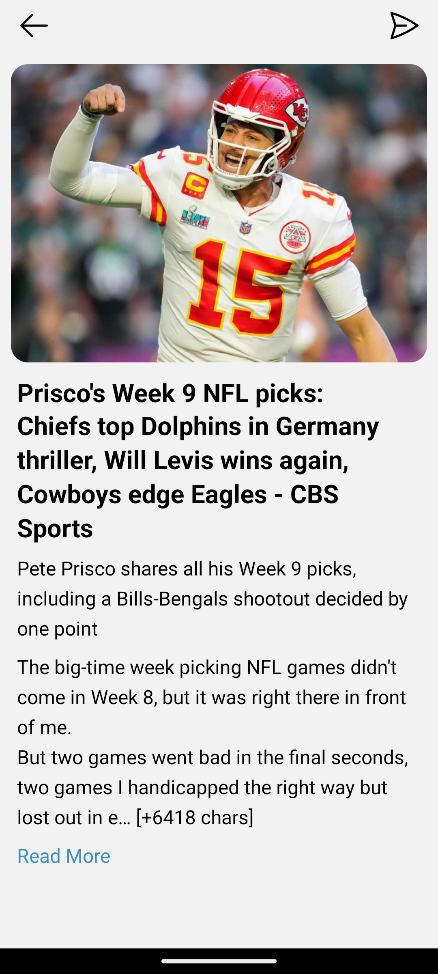 15
Prisco's Week 9 NFL picks:
Chiefs top Dolphins in Germany
thriller, Will Levis wins again,
Cowboys edge Eagles - CBS
Sports
Pete Prisco shares all his Week 9 picks,
including a Bills-Bengals shootout decided by
one point
The big-time week picking NFL games didn't
come in Week 8, but it was right there in front
of me.
But two games went bad in the final seconds,
two games I handicapped the right way but
lost out in e... [+6418 chars]
Read More